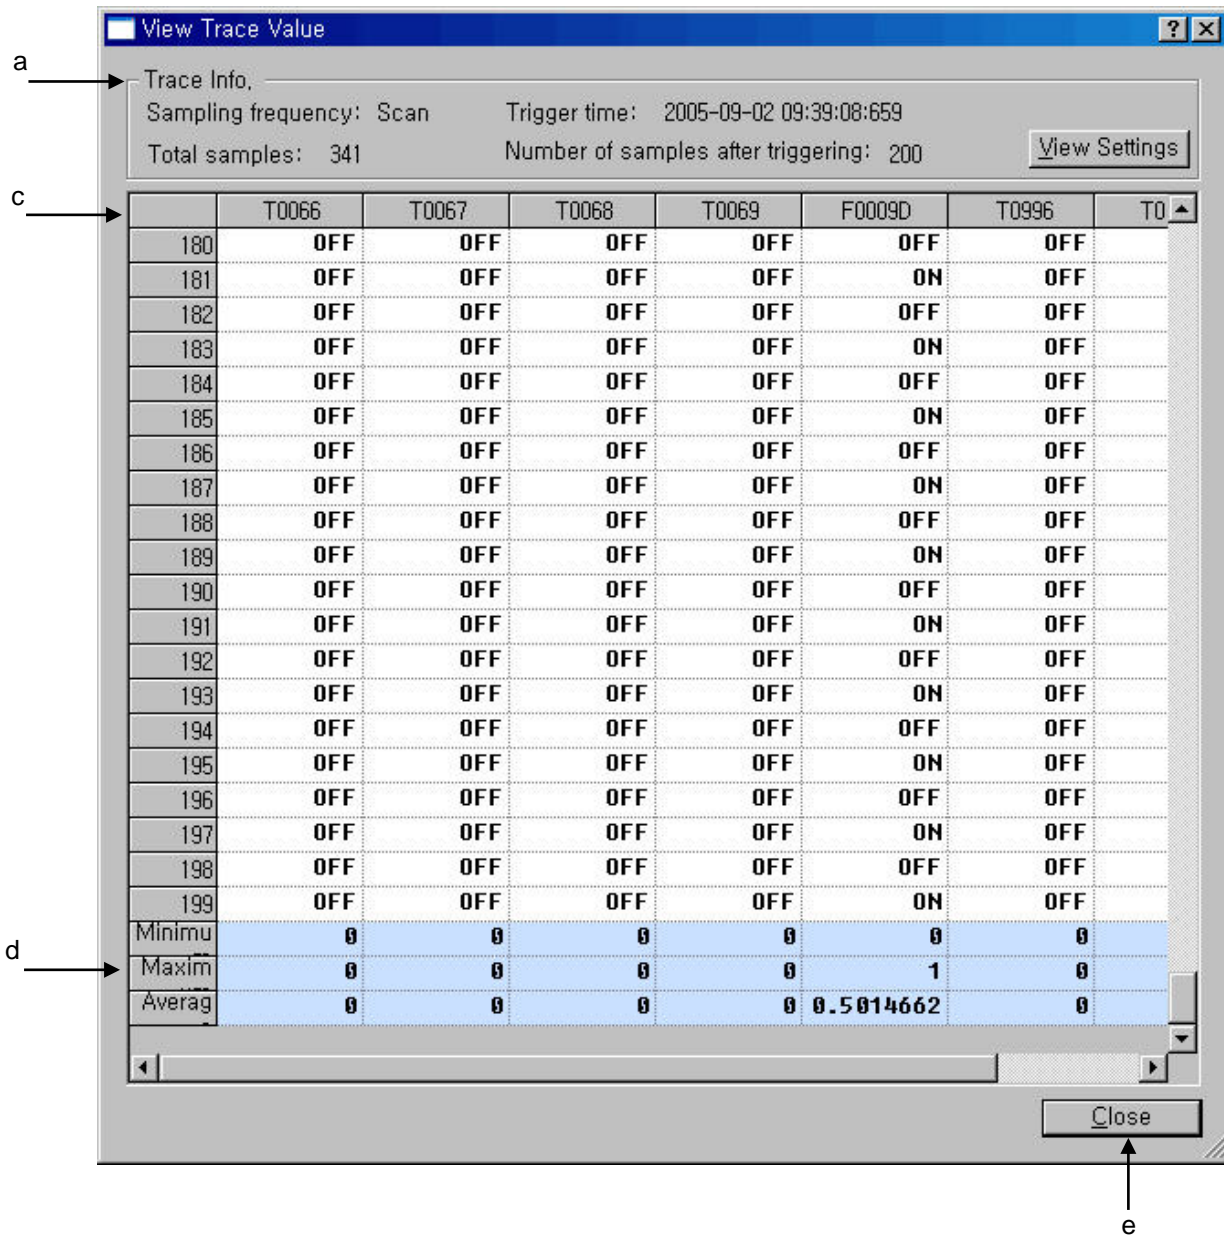 View Trace Value
a
Trace Info,
Sampling frequency: Scan Trigger time: 2005-09-02 09:39:08:659
Total samples: 341 Number of samples after triggering: 200 View Settings
c
T0066 T0067 T0068 T0069 F0009D T0996 T0
180 OFF OFF OFF OFF OFF OFF
181 OFF OFF OFF OFF ON OFF
182 OFF OFF OFF OFF OFF OFF
183 OFF OFF OFF OFF ON OFF
184 OFF OFF OFF OFF OFF OFF
185 OFF OFF OFF OFF ON OFF
186 OFF OFF OFF OFF OFF OFF
187 OFF OFF OFF OFF ON OFF
188 OFF OFF OFF OFF OFF OFF
189 OFF OFF OFF OFF ON OFF
190 OFF OFF OFF OFF OFF OFF
191 OFF OFF OFF OFF ON OFF
192 OFF OFF OFF OFF OFF OFF
193 OFF OFF OFF OFF ON OFF
194 OFF OFF OFF OFF OFF OFF
195 OFF OFF OFF OFF ON OFF
196 OFF OFF OFF OFF OFF OFF
197 OFF OFF OFF OFF ON OFF
198 OFF OFF OFF OFF OFF OFF
199 OFF OFF OFF OFF ON OFF
Minimu 0 0 0 0 0 0
d
Maxim 0 0 0 0 1 0
Averag 0 0 0 0 0.5014662 0
Close
e